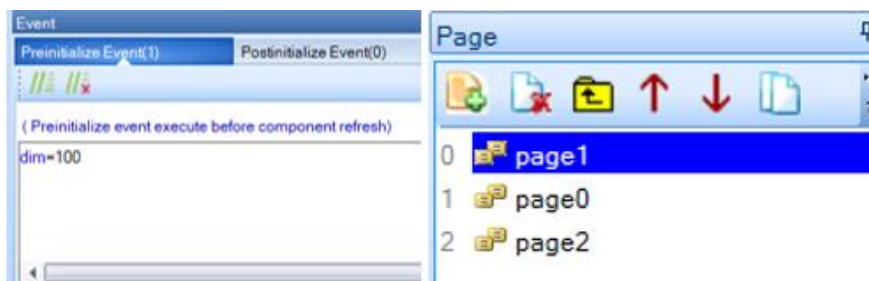 Event
Preinitialize Event(1) Postinitialize Event(0)
( Preinitialize event execute before component refresh)
dim=100
Page
0 page1
1 page0
2 page2